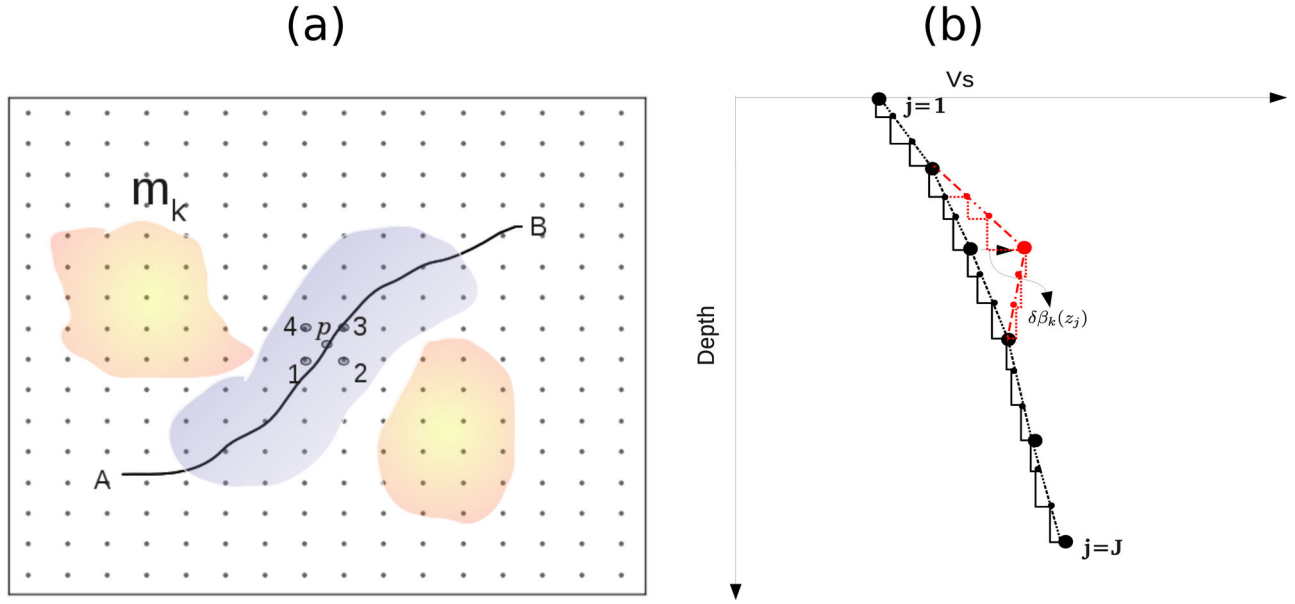 (a)
m_k
B
4 p 3
1 2
A
(b)
Vs
j=1
Depth
δβ_k(z_j)
j=J